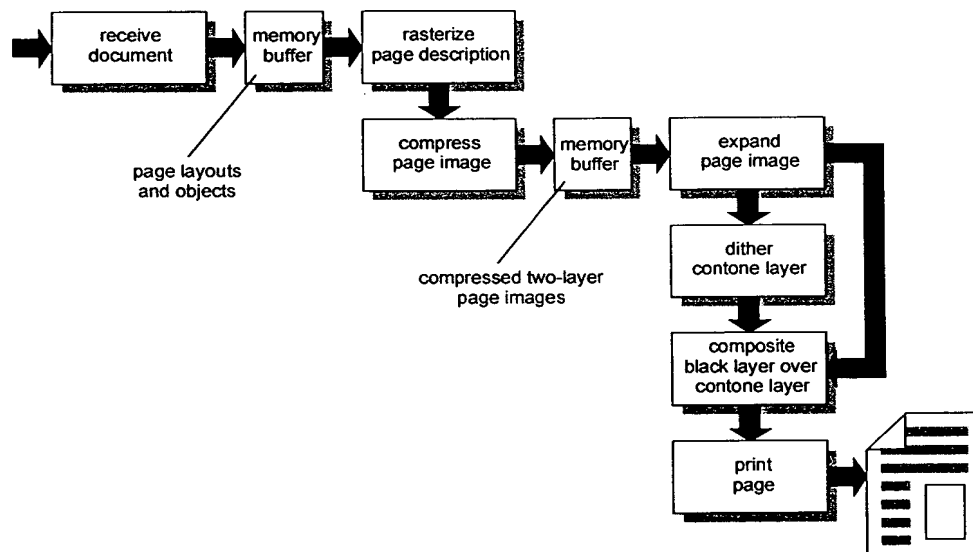 receive
document
memory
buffer
rasterize
page description
compress
page image
memory
buffer
expand
page image
page layouts
and objects
dither
contone layer
compressed two-layer
page images
composite
black layer over
contone layer
print
page